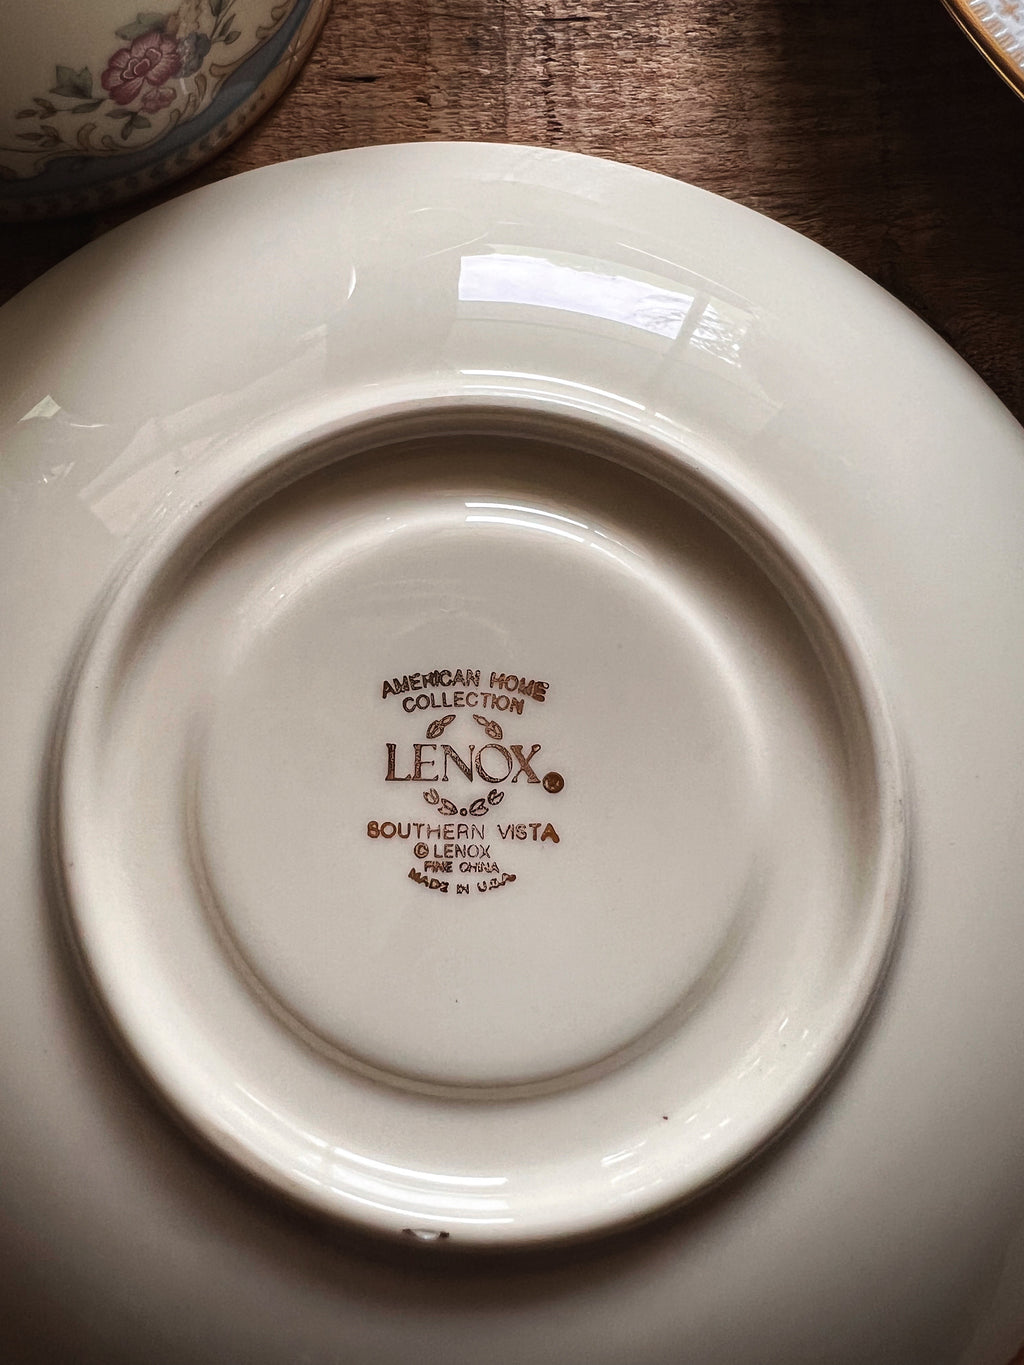 AMERICAN HOME
COLLECTION
LENOX®
SOUTHERN VISTA
© LENOX
FINE CHINA
MADE IN U.S.A.